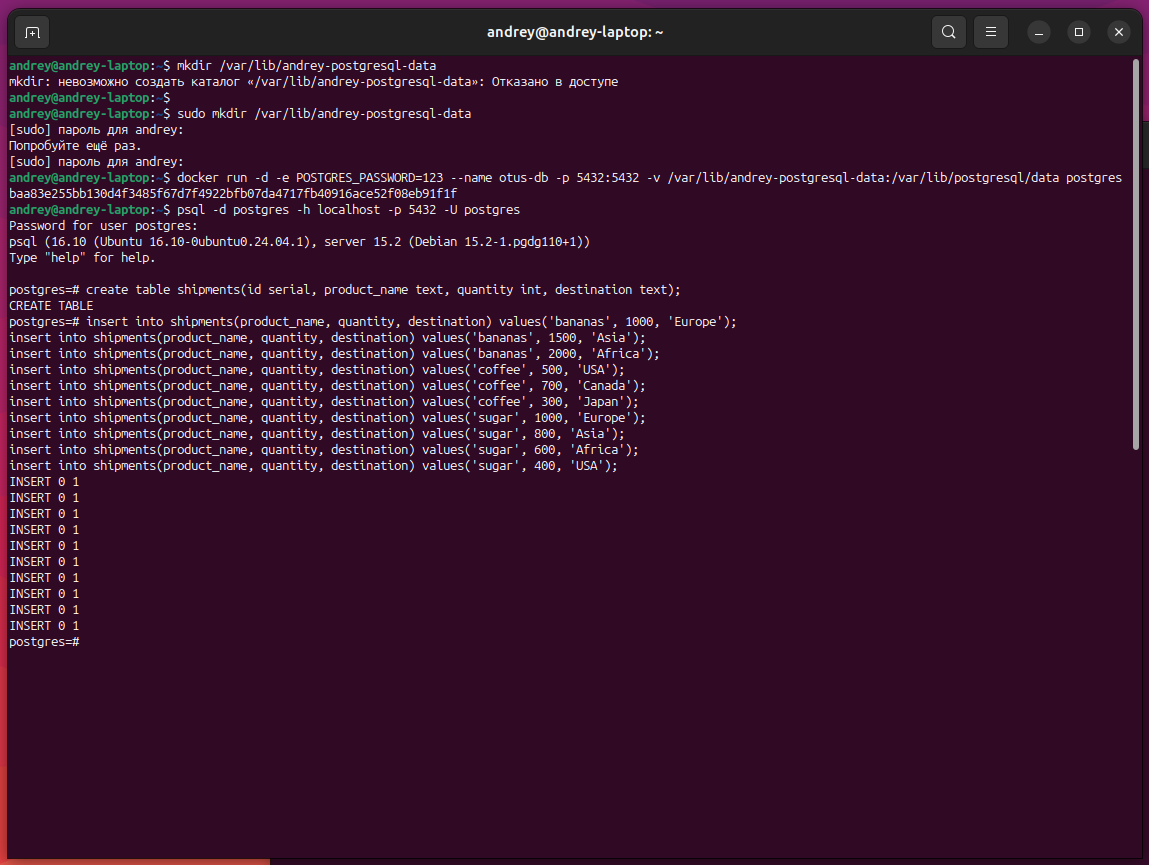 andrey@andrey-laptop: ~
andrey@andrey-laptop:~$ mkdir /var/lib/andrey-postgresql-data
mkdir: невозможно создать каталог «/var/lib/andrey-postgresql-data»: Отказано в доступе
andrey@andrey-laptop:~$
andrey@andrey-laptop:~$ sudo mkdir /var/lib/andrey-postgresql-data
[sudo] пароль для andrey:
Попробуйте ещё раз.
[sudo] пароль для andrey:
andrey@andrey-laptop:~$ docker run -d -e POSTGRES_PASSWORD=123 --name otus-db -p 5432:5432 -v /var/lib/andrey-postgresql-data:/var/lib/postgresql/data postgres
baa83e255bb130d4f3485f67d7f4922bfb07da4717fb40916ace52f08eb91f1f
andrey@andrey-laptop:~$ psql -d postgres -h localhost -p 5432 -U postgres
Password for user postgres:
psql (16.10 (Ubuntu 16.10-0ubuntu0.24.04.1), server 15.2 (Debian 15.2-1.pgdg110+1))
Type "help" for help.
postgres=# create table shipments(id serial, product_name text, quantity int, destination text);
CREATE TABLE
postgres=# insert into shipments(product_name, quantity, destination) values('bananas', 1000, 'Europe');
insert into shipments(product_name, quantity, destination) values('bananas', 1500, 'Asia');
insert into shipments(product_name, quantity, destination) values('bananas', 2000, 'Africa');
insert into shipments(product_name, quantity, destination) values('coffee', 500, 'USA');
insert into shipments(product_name, quantity, destination) values('coffee', 700, 'Canada');
insert into shipments(product_name, quantity, destination) values('coffee', 300, 'Japan');
insert into shipments(product_name, quantity, destination) values('sugar', 1000, 'Europe');
insert into shipments(product_name, quantity, destination) values('sugar', 800, 'Asia');
insert into shipments(product_name, quantity, destination) values('sugar', 600, 'Africa');
insert into shipments(product_name, quantity, destination) values('sugar', 400, 'USA');
INSERT 0 1
INSERT 0 1
INSERT 0 1
INSERT 0 1
INSERT 0 1
INSERT 0 1
INSERT 0 1
INSERT 0 1
INSERT 0 1
INSERT 0 1
postgres=#